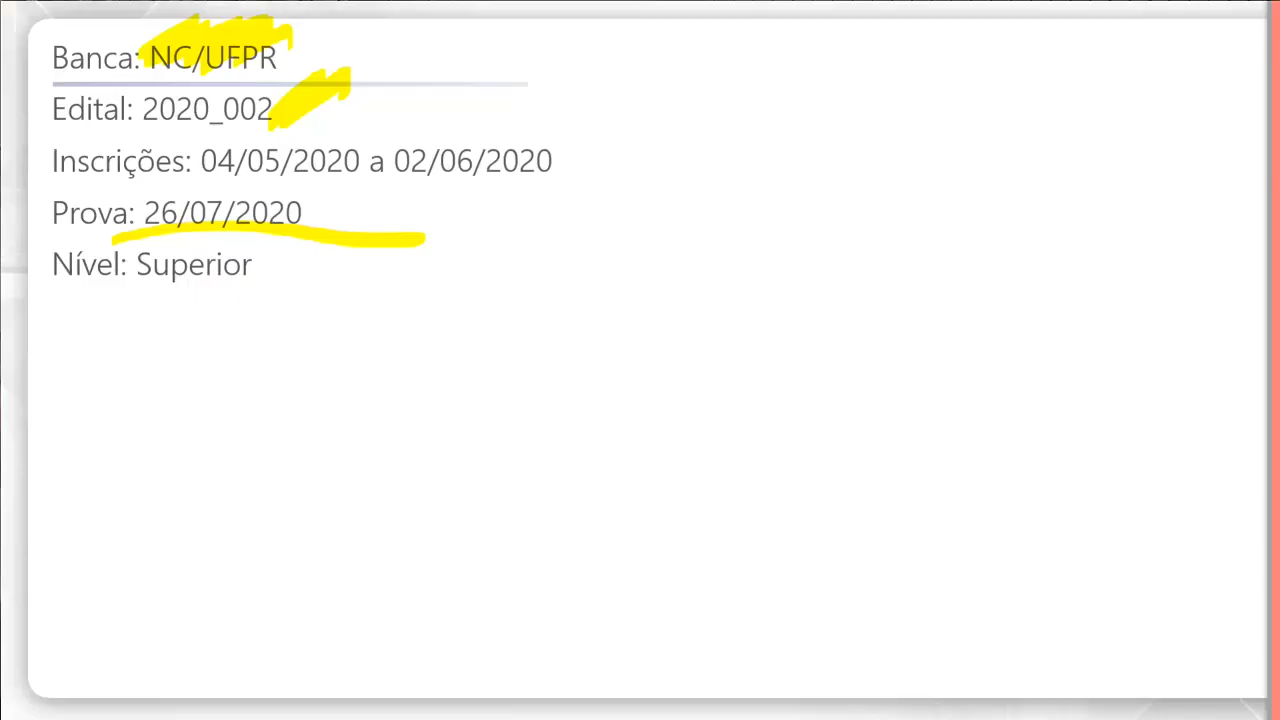 Banca: NC/UFPR
Edital: 2020_002
Inscrições: 04/05/2020 a 02/06/2020
Prova: 26/07/2020
Nível: Superior